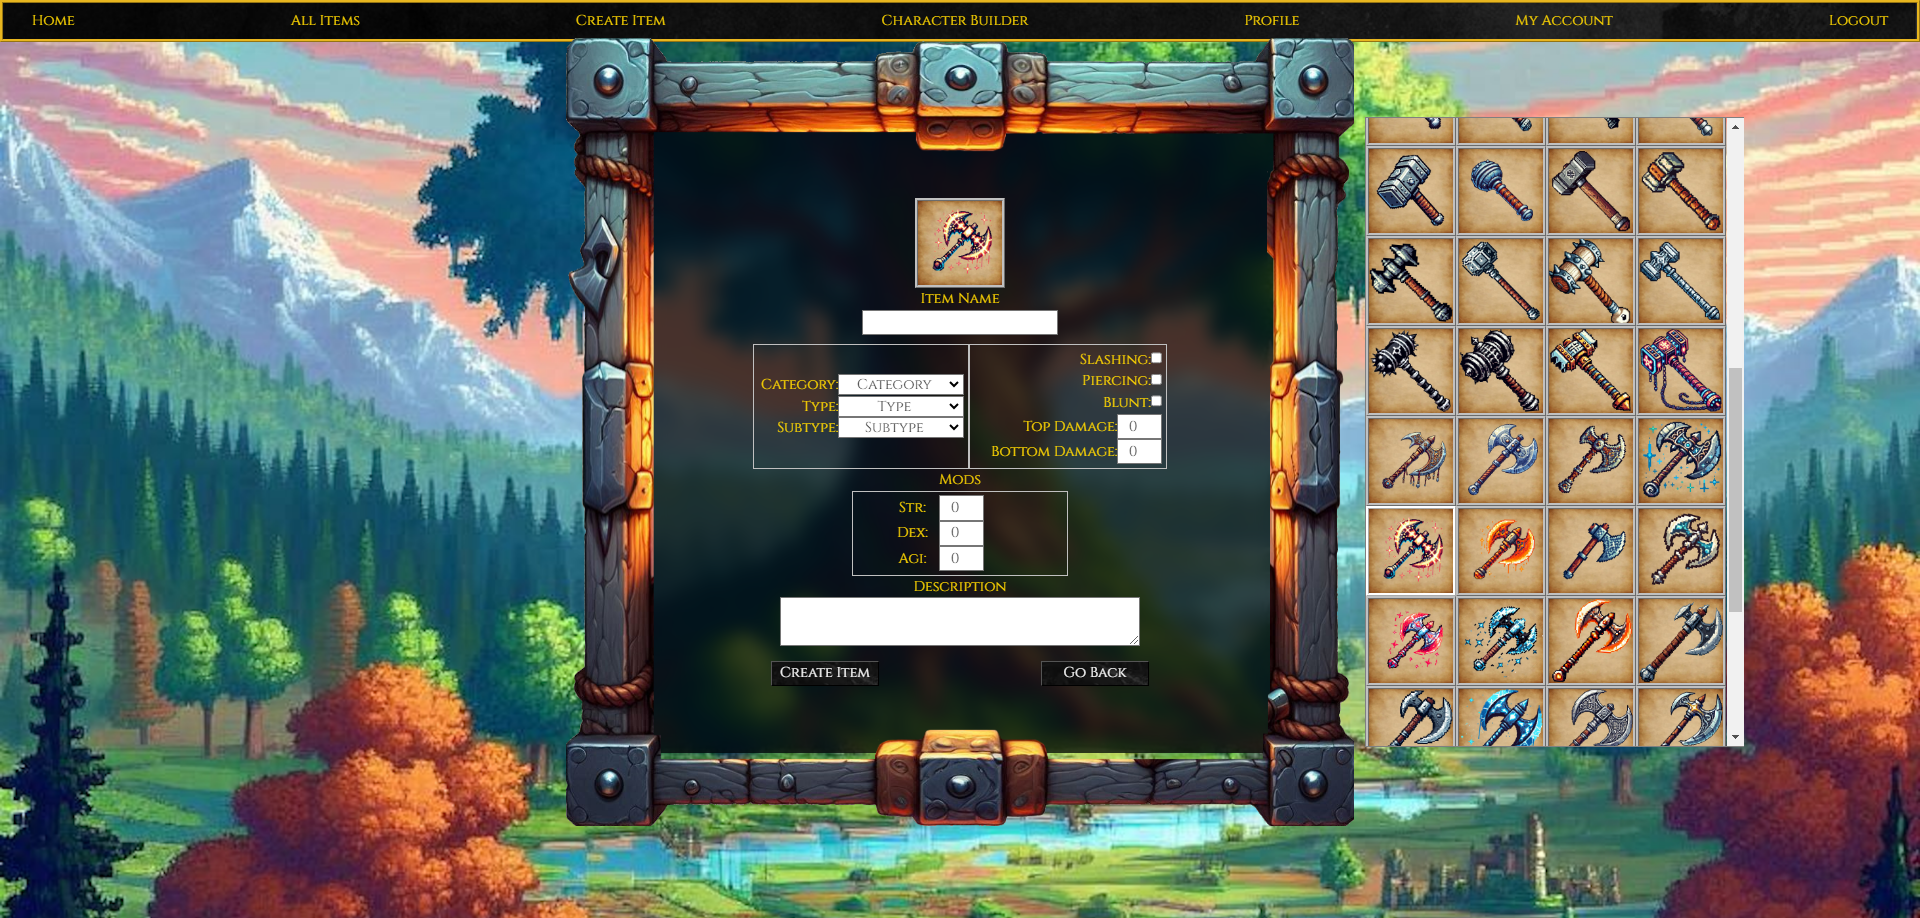 Home All Items Create Item Character Builder Profile My Account Logout
Item Name
Category: Category
Type: Type
Subtype: Subtype
Slashing:
Piercing:
Blunt:
Top Damage: 0
Bottom Damage: 0
Mods
Str: 0
Dex: 0
Agi: 0
Description
Create Item Go Back